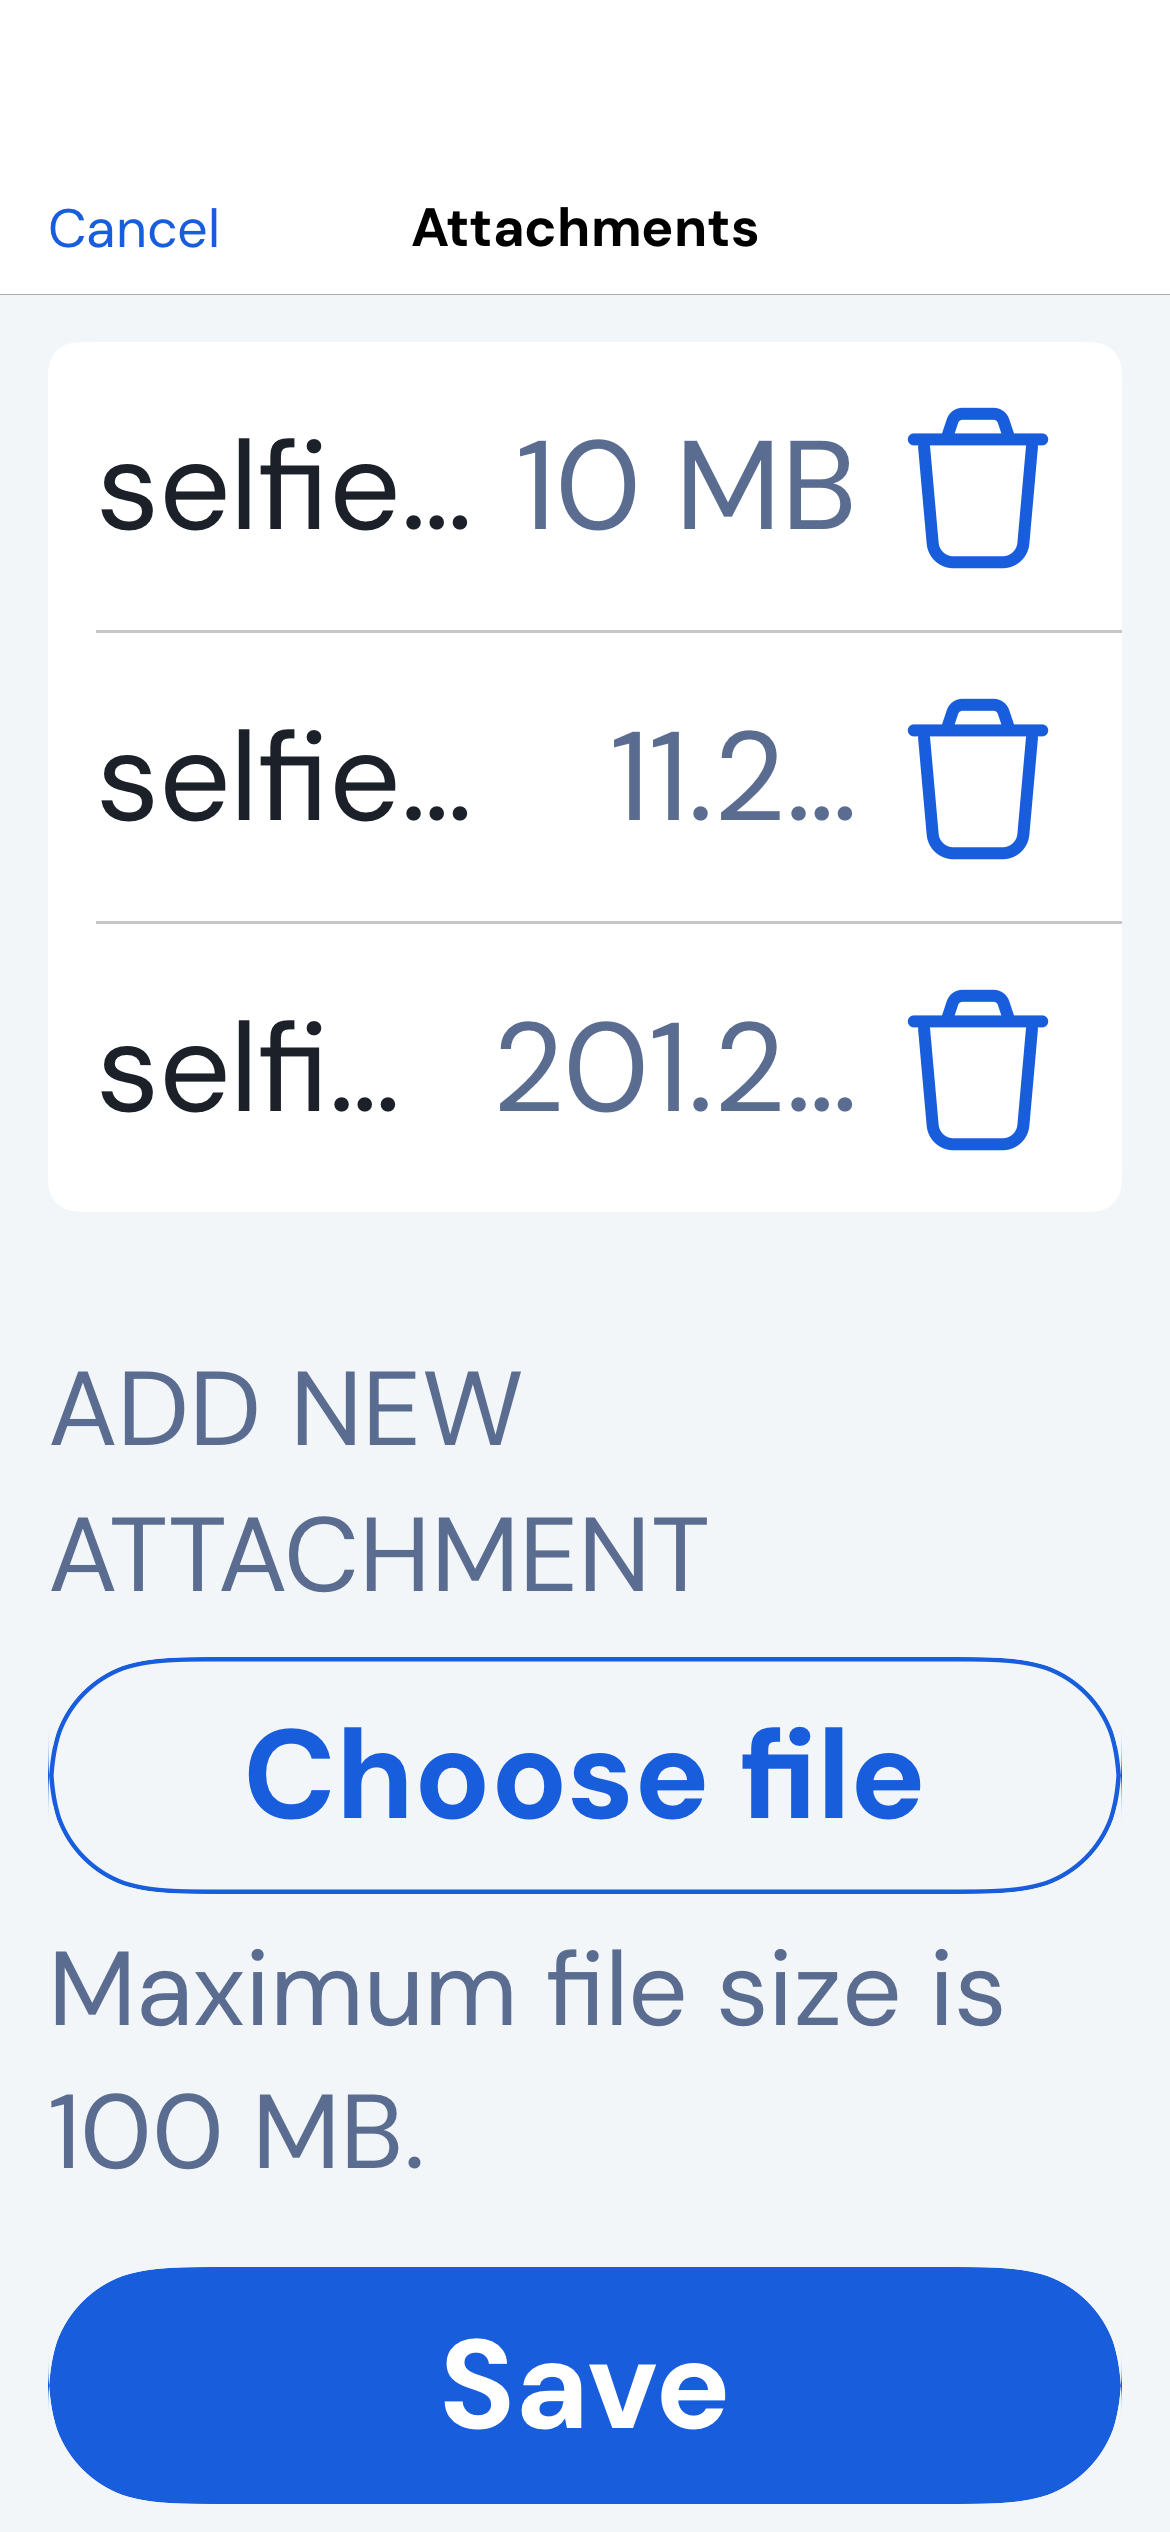 Cancel Attachments
selfie... 10 MB
selfie... 11.2...
selfi... 201.2...
ADD NEW
ATTACHMENT
Choose file
Maximum file size is
100 MB.
Save